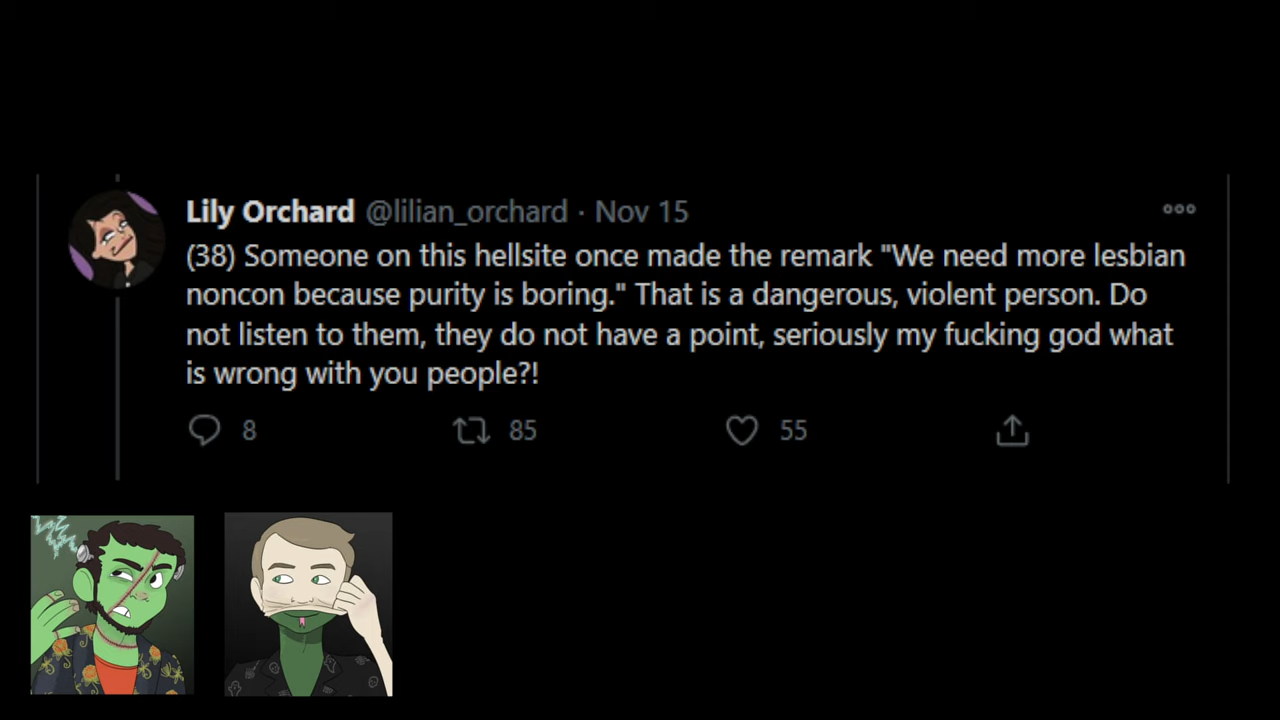 Lily Orchard @lilian_orchard · Nov 15
(38) Someone on this hellsite once made the remark "We need more lesbian
noncon because purity is boring." That is a dangerous, violent person. Do
not listen to them, they do not have a point, seriously my fucking god what
is wrong with you people?!
8 85 55